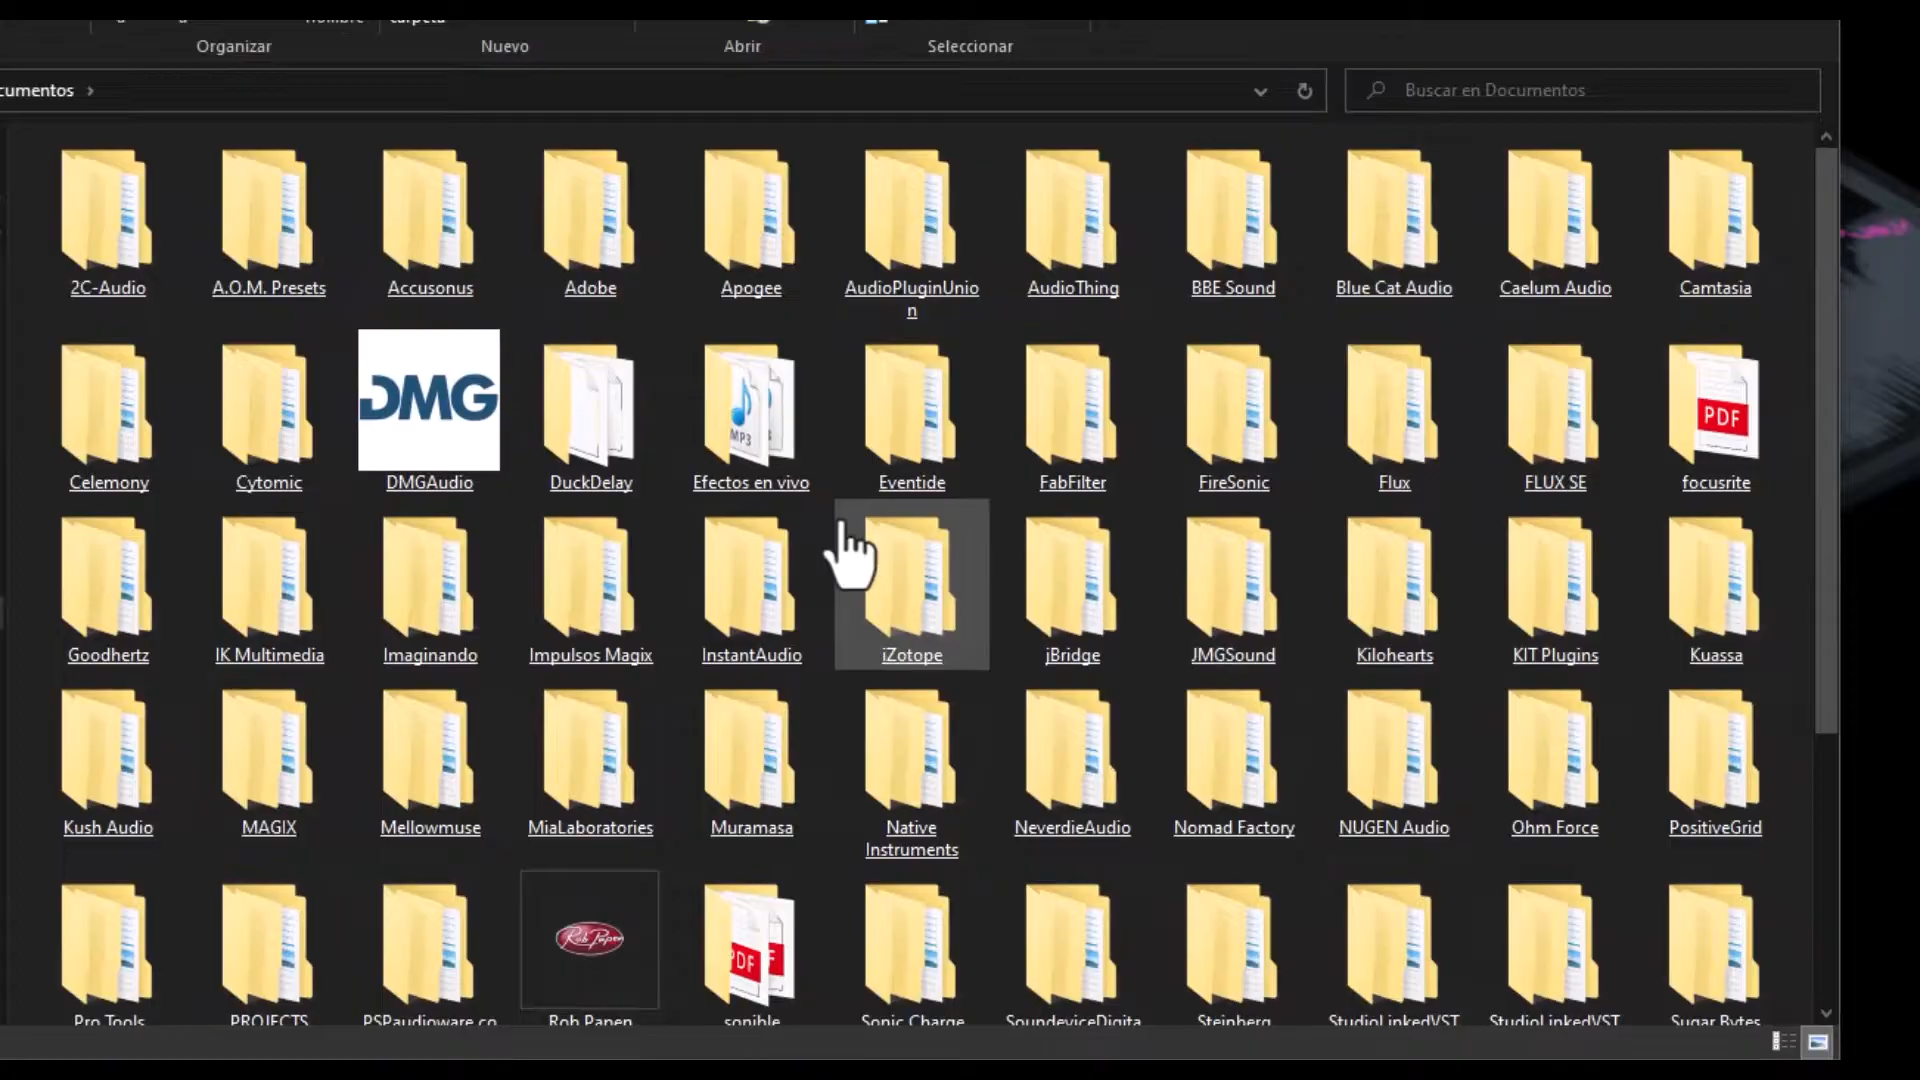 nombre
carpeta
Organizar
Nuevo
Abrir
Seleccionar
cumentos
Buscar en Documentos
2C-Audio
A.O.M. Presets
Accusonus
Adobe
Apogee
AudioPluginUnio
n
AudioThing
BBE Sound
Blue Cat Audio
Caelum Audio
Camtasia
DMG
MP3
PDF
Celemony
Cytomic
DMGAudio
DuckDelay
Efectos en vivo
Eventide
FabFilter
FireSonic
Flux
FLUX SE
focusrite
Goodhertz
IK Multimedia
Imaginando
Impulsos Magix
InstantAudio
iZotope
jBridge
JMGSound
Kilohearts
KIT Plugins
Kuassa
Kush Audio
MAGIX
Mellowmuse
MiaLaboratories
Muramasa
Native
Instruments
NeverdieAudio
Nomad Factory
NUGEN Audio
Ohm Force
PositiveGrid
Rob Papen
PDF
F
Pro Tools
PROJECTS
PSPaudioware.co
Rob Papen
sonible
Sonic Charge
SoundeviceDigita
Steinberg
StudioLinkedVST
StudioLinkedVST
Sugar Bytes